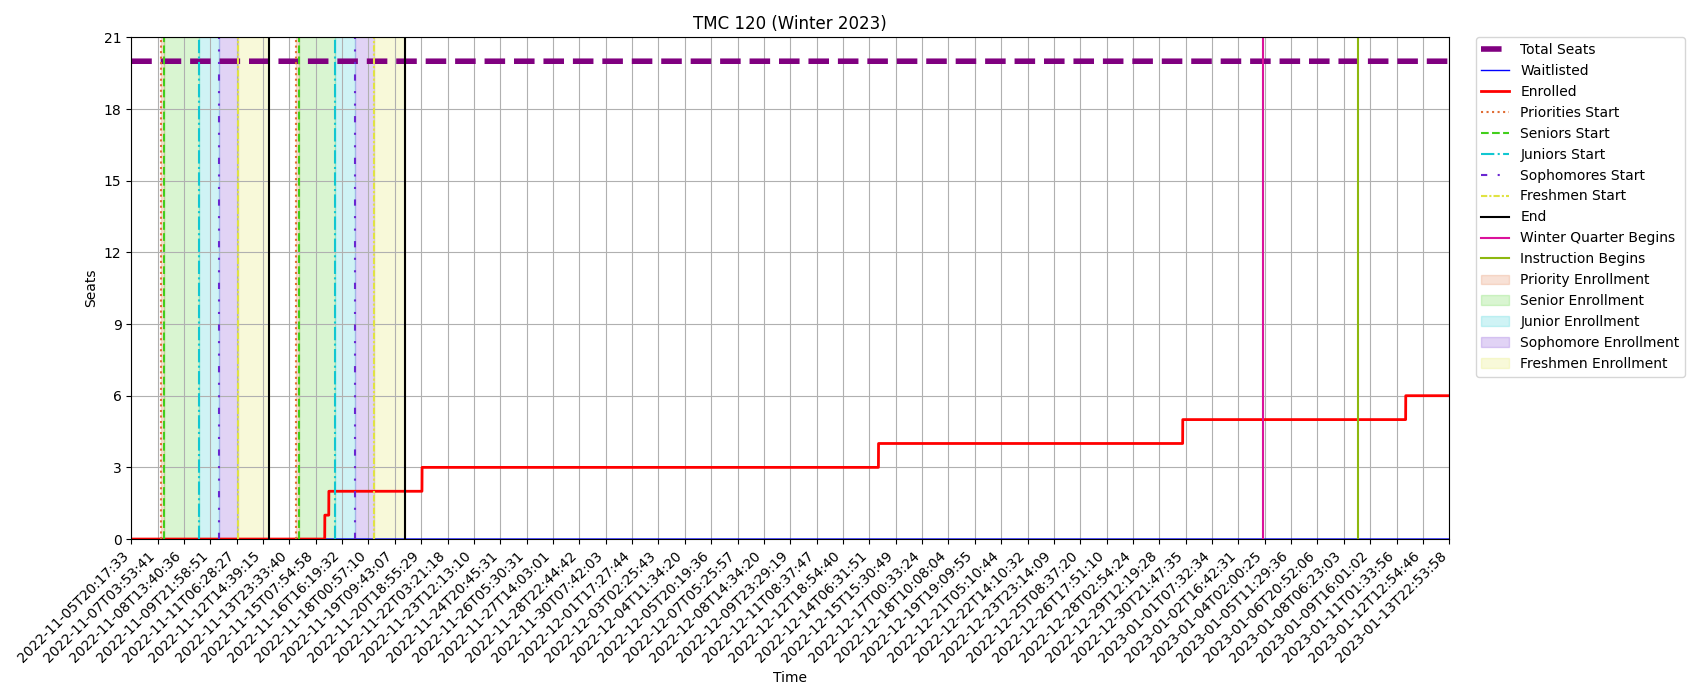 TMC 120 (Winter 2023)
21
18
15
12
9
6
3
0
Seats
2022-11-05T20:17:33
2022-11-07T03:53:41
2022-11-08T13:40:36
2022-11-09T21:58:51
2022-11-11T06:28:27
2022-11-12T14:39:15
2022-11-13T23:33:40
2022-11-15T07:54:58
2022-11-16T16:19:32
2022-11-18T00:57:10
2022-11-19T09:43:07
2022-11-20T18:55:29
2022-11-22T03:21:18
2022-11-23T12:13:10
2022-11-24T20:45:31
2022-11-26T05:30:31
2022-11-27T14:03:01
2022-11-28T22:44:42
2022-11-30T07:42:03
2022-12-01T17:27:44
2022-12-03T02:25:43
2022-12-04T11:34:20
2022-12-05T20:19:36
2022-12-07T05:25:57
2022-12-08T14:34:20
2022-12-09T23:29:19
2022-12-11T08:37:47
2022-12-12T18:54:40
2022-12-14T06:31:51
2022-12-15T15:30:49
2022-12-17T00:33:24
2022-12-18T10:08:04
2022-12-19T19:09:55
2022-12-21T05:10:44
2022-12-22T14:10:32
2022-12-23T23:14:09
2022-12-25T08:37:20
2022-12-26T17:51:10
2022-12-28T02:54:24
2022-12-29T12:19:28
2022-12-30T21:47:35
2023-01-01T07:32:34
2023-01-02T16:42:31
2023-01-04T02:00:25
2023-01-05T11:29:36
2023-01-06T20:52:06
2023-01-08T06:23:03
2023-01-09T16:01:02
2023-01-11T01:33:56
2023-01-12T12:54:46
2023-01-13T22:53:58
Time
Total Seats
Waitlisted
Enrolled
Priorities Start
Seniors Start
Juniors Start
Sophomores Start
Freshmen Start
End
Winter Quarter Begins
Instruction Begins
Priority Enrollment
Senior Enrollment
Junior Enrollment
Sophomore Enrollment
Freshmen Enrollment